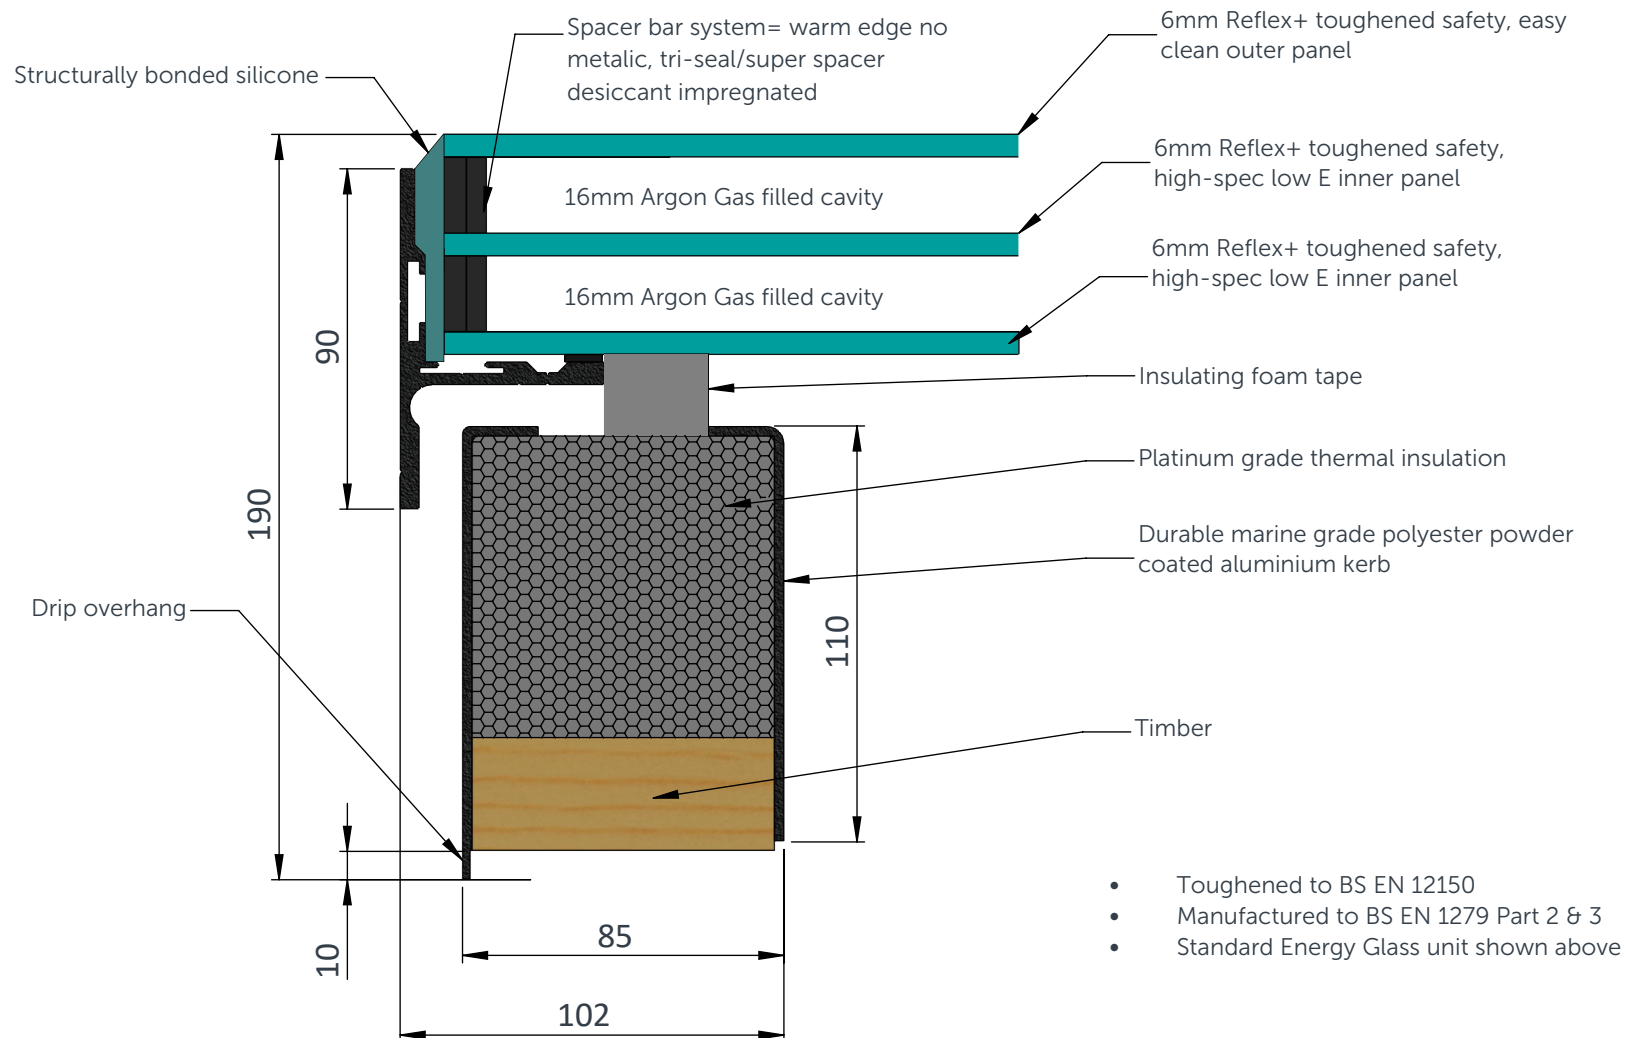 Spacer bar system= warm edge no
metalic, tri-seal/super spacer
desiccant impregnated
6mm Reflex+ toughened safety, easy
clean outer panel
Structurally bonded silicone
6mm Reflex+ toughened safety,
high-spec low E inner panel
16mm Argon Gas filled cavity
6mm Reflex+ toughened safety,
high-spec low E inner panel
16mm Argon Gas filled cavity
90
Insulating foam tape
Platinum grade thermal insulation
190
Durable marine grade polyester powder
coated aluminium kerb
Drip overhang
110
Timber
• Toughened to BS EN 12150
• Manufactured to BS EN 1279 Part 2 & 3
• Standard Energy Glass unit shown above
10
85
102